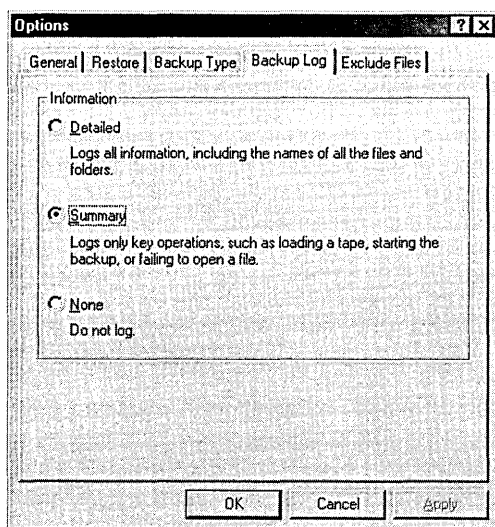 Options
General Restore Backup Type Backup Log Exclude Files
Information
Detailed
Logs all information, including the names of all the files and
folders.
Summary
Logs only key operations, such as loading a tape, starting the
backup, or failing to open a file.
None
Do not log.
OK Cancel Apply